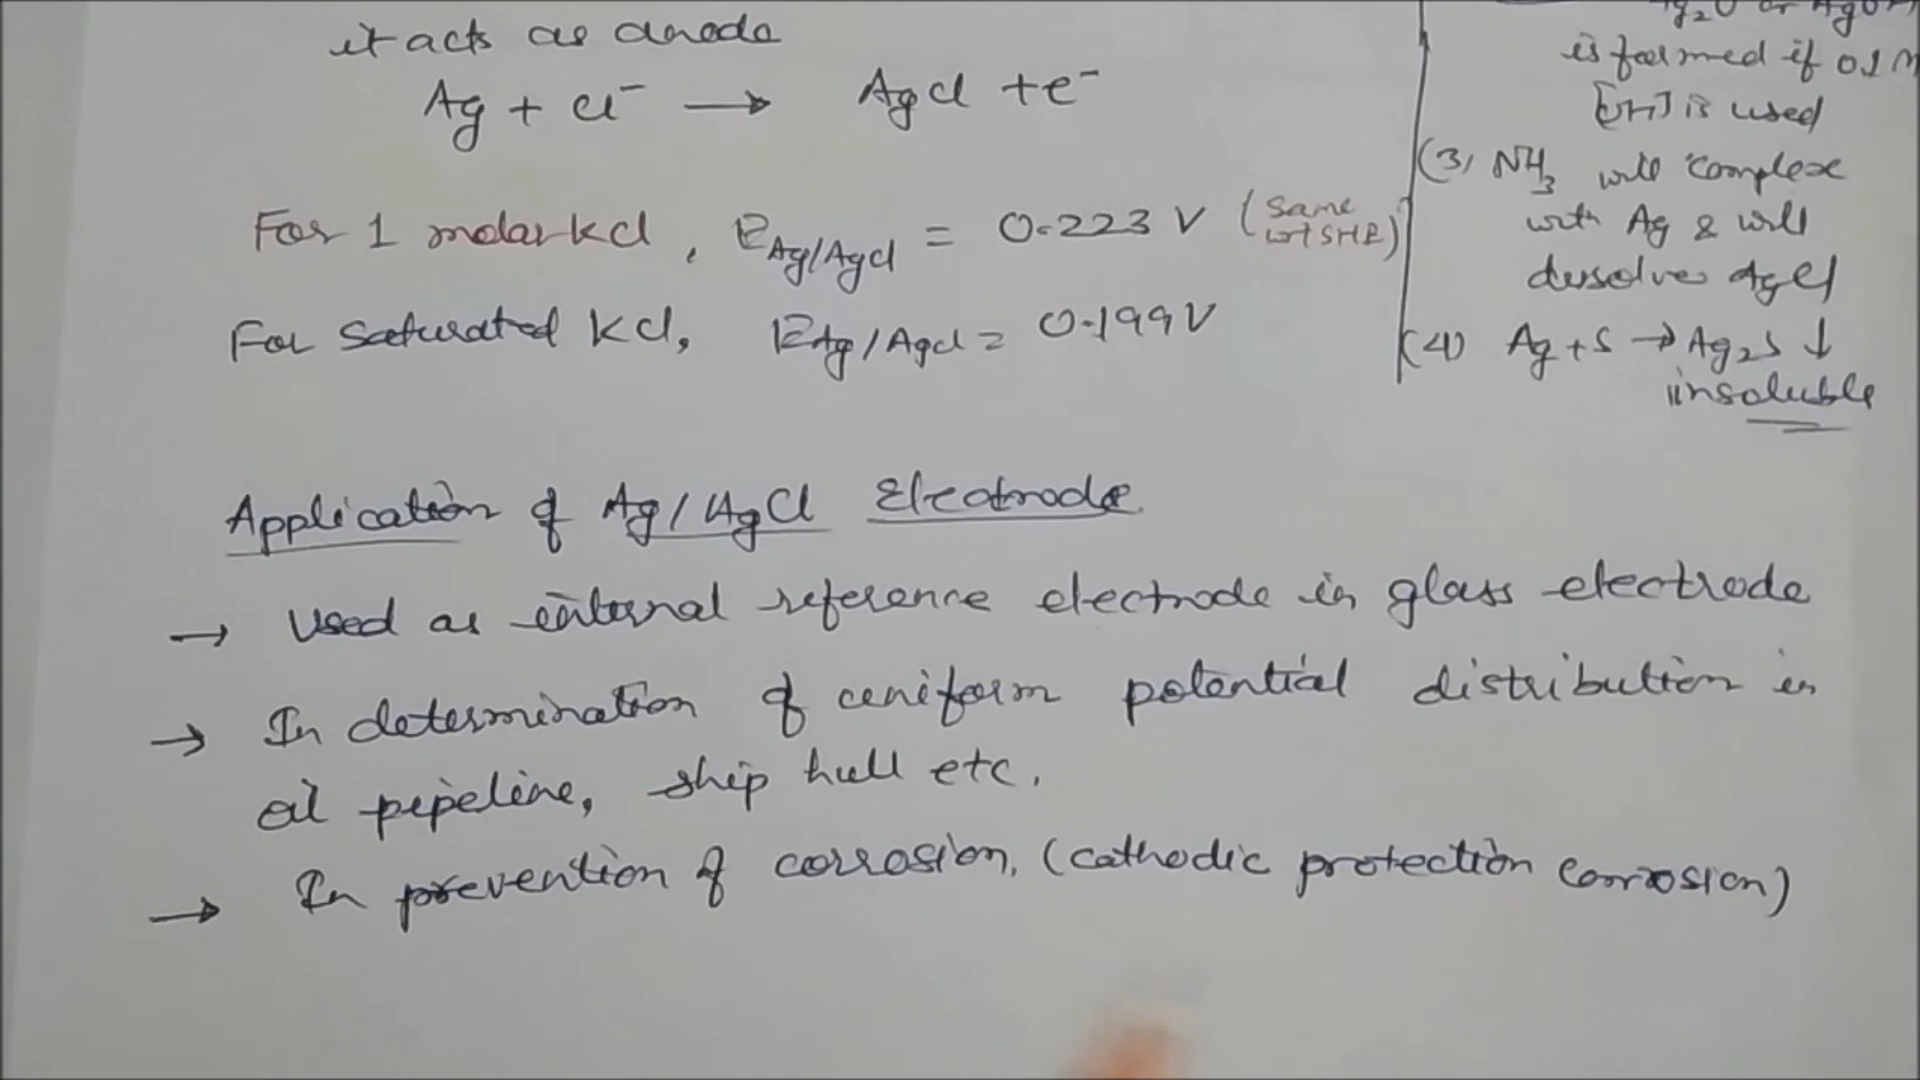 it acts as anode
Ag + Cl⁻ → AgCl + e⁻
For 1 molar KCl, E Ag/AgCl = 0.223 V (same wrt SHE)
For saturated KCl, E Ag/AgCl = 0.199 V
Application of Ag/AgCl Electrode
→ Used as internal reference electrode in glass electrode
→ In determination of uniform potential distribution in
oil pipeline, ship hull etc.
→ In prevention of corrosion, (cathodic protection corrosion)
Ag₂O or AgOH
is formed if 0.1 M
[OH] is used
(3) NH₃ will complex
with Ag & will
dissolve AgCl
(4) Ag + S → Ag₂S ↓
insoluble